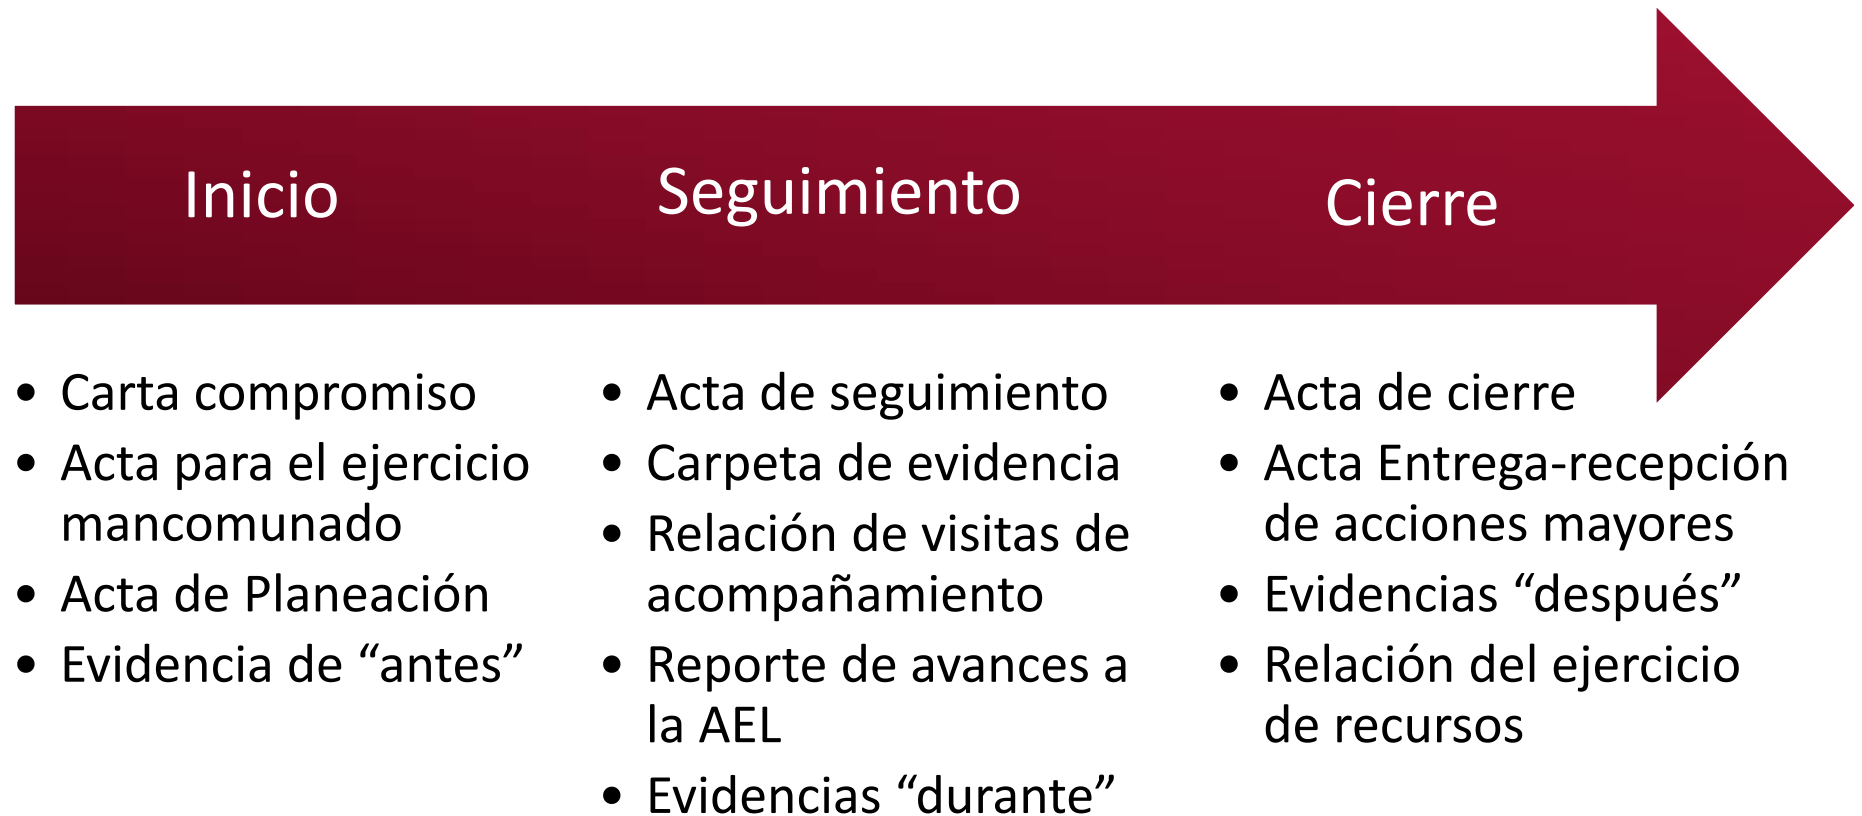 Inicio
Seguimiento
Cierre
• Carta compromiso
• Acta para el ejercicio
mancomunado
• Acta de Planeación
• Evidencia de “antes”
• Acta de seguimiento
• Carpeta de evidencia
• Relación de visitas de
acompañamiento
• Reporte de avances a
la AEL
• Evidencias “durante”
• Acta de cierre
• Acta Entrega-recepción
de acciones mayores
• Evidencias “después”
• Relación del ejercicio
de recursos